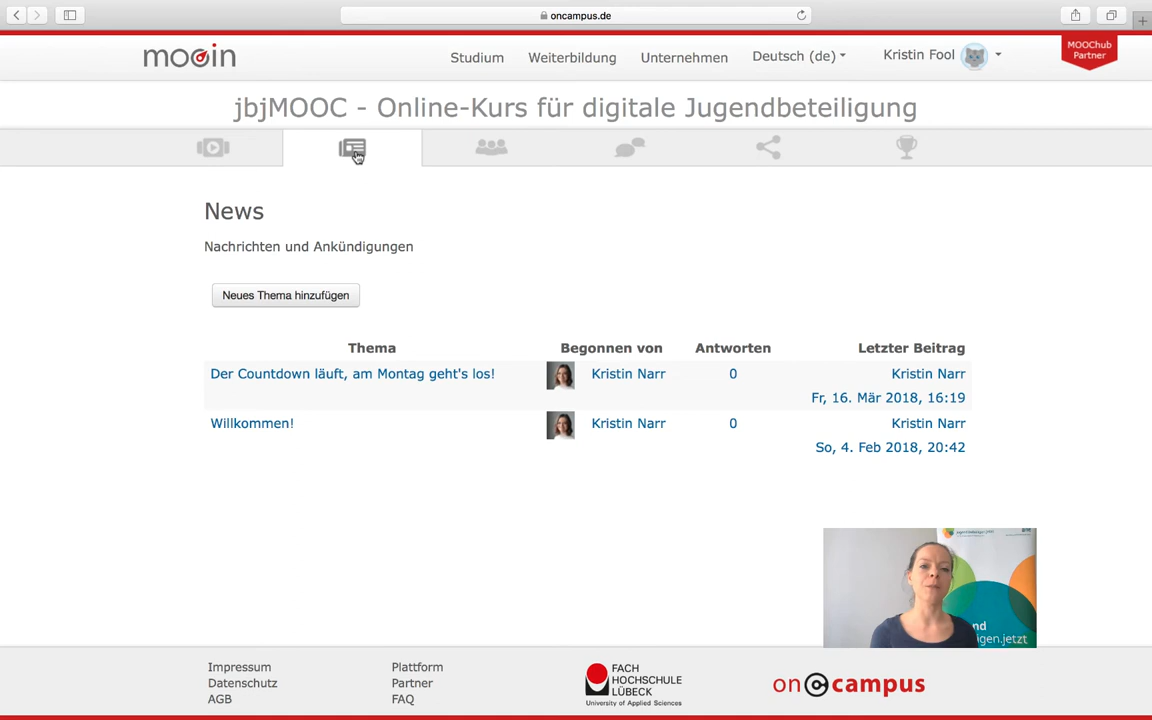 oncampus.de
mooin
Studium
Weiterbildung
Unternehmen
Deutsch (de)
Kristin Fool
MOOChub
Partner
jbjMOOC - Online-Kurs für digitale Jugendbeteiligung
News
Nachrichten und Ankündigungen
Neues Thema hinzufügen
Thema
Begonnen von
Antworten
Letzter Beitrag
Der Countdown läuft, am Montag geht's los!
Kristin Narr
0
Kristin Narr
Fr, 16. Mär 2018, 16:19
Willkommen!
Kristin Narr
0
Kristin Narr
So, 4. Feb 2018, 20:42
nd
igen.jetzt
Impressum
Datenschutz
AGB
Plattform
Partner
FAQ
FACH
HOCHSCHULE
LÜBECK
University of Applied Sciences
oncampus